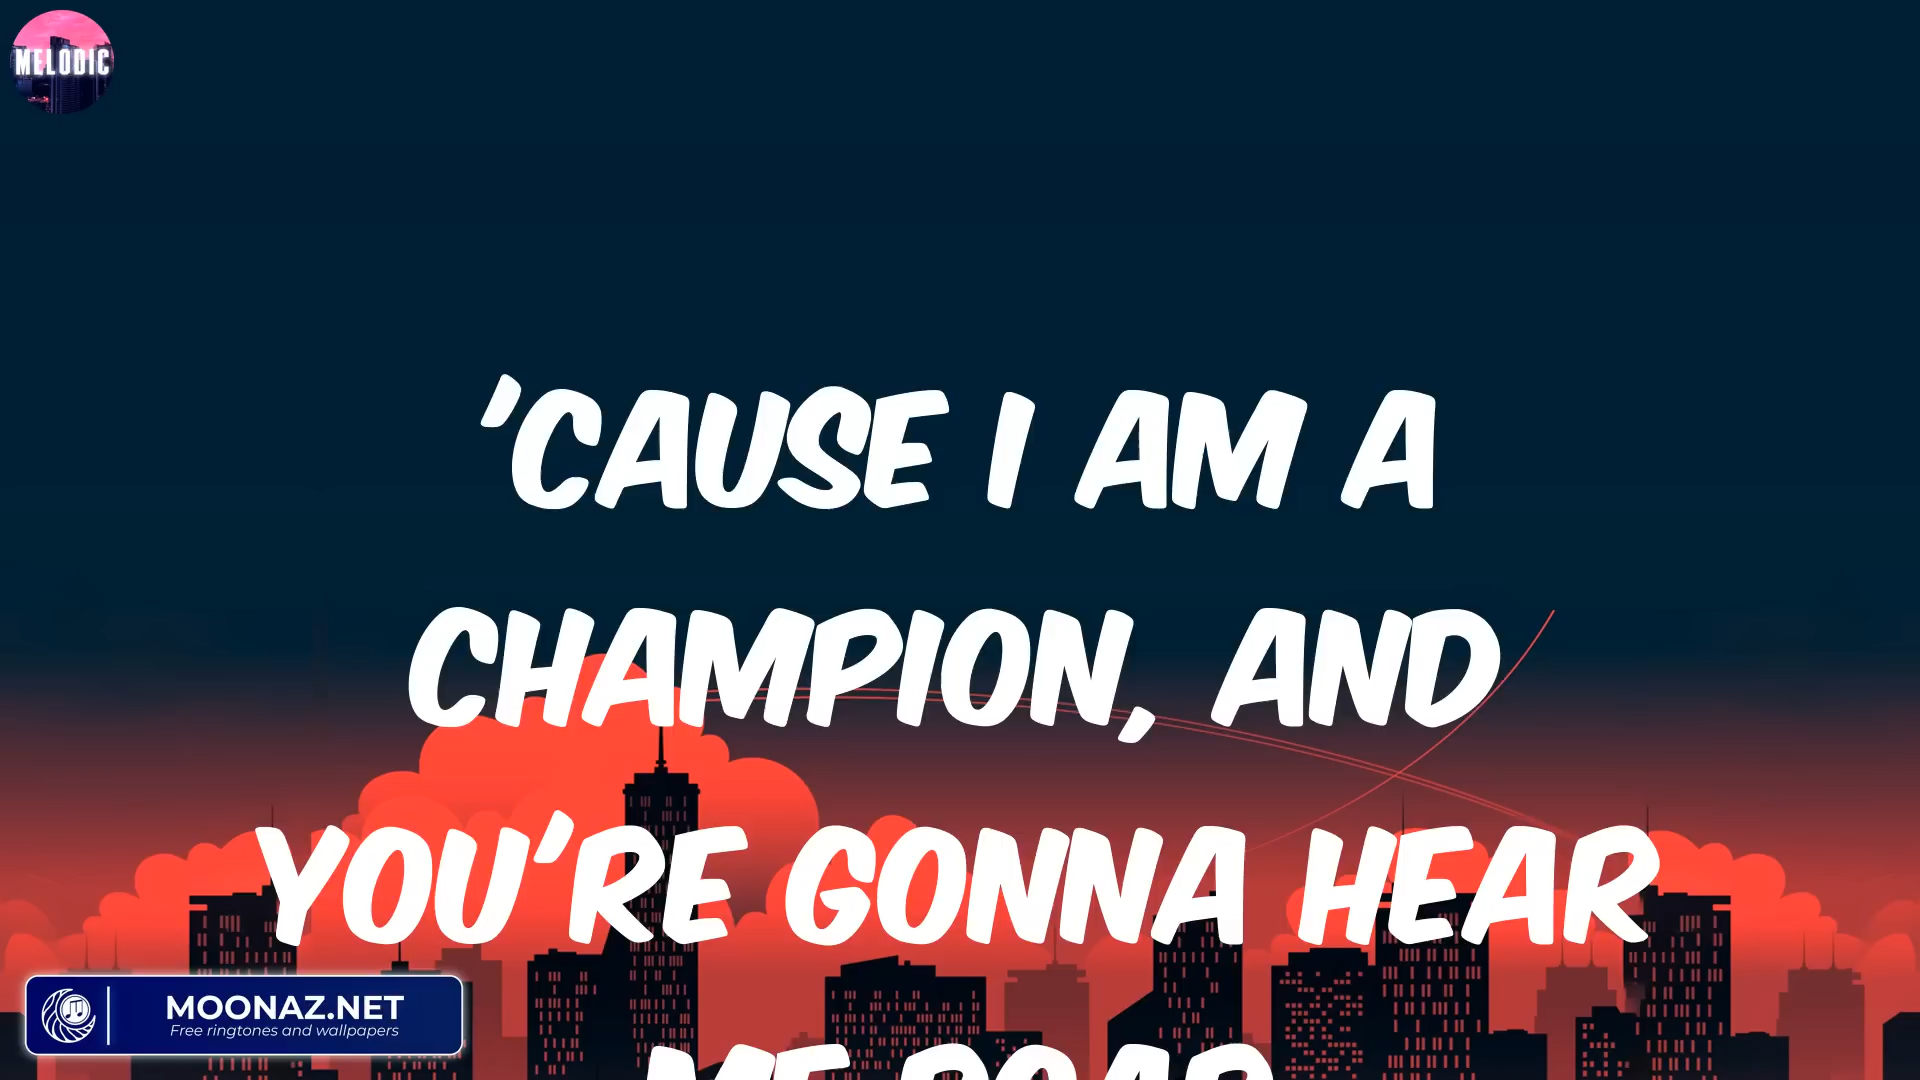 MELODIC
'CAUSE I AM A
CHAMPION, AND
YOU'RE GONNA HEAR
ME ROAR
MOONAZ.NET
Free ringtones and wallpapers